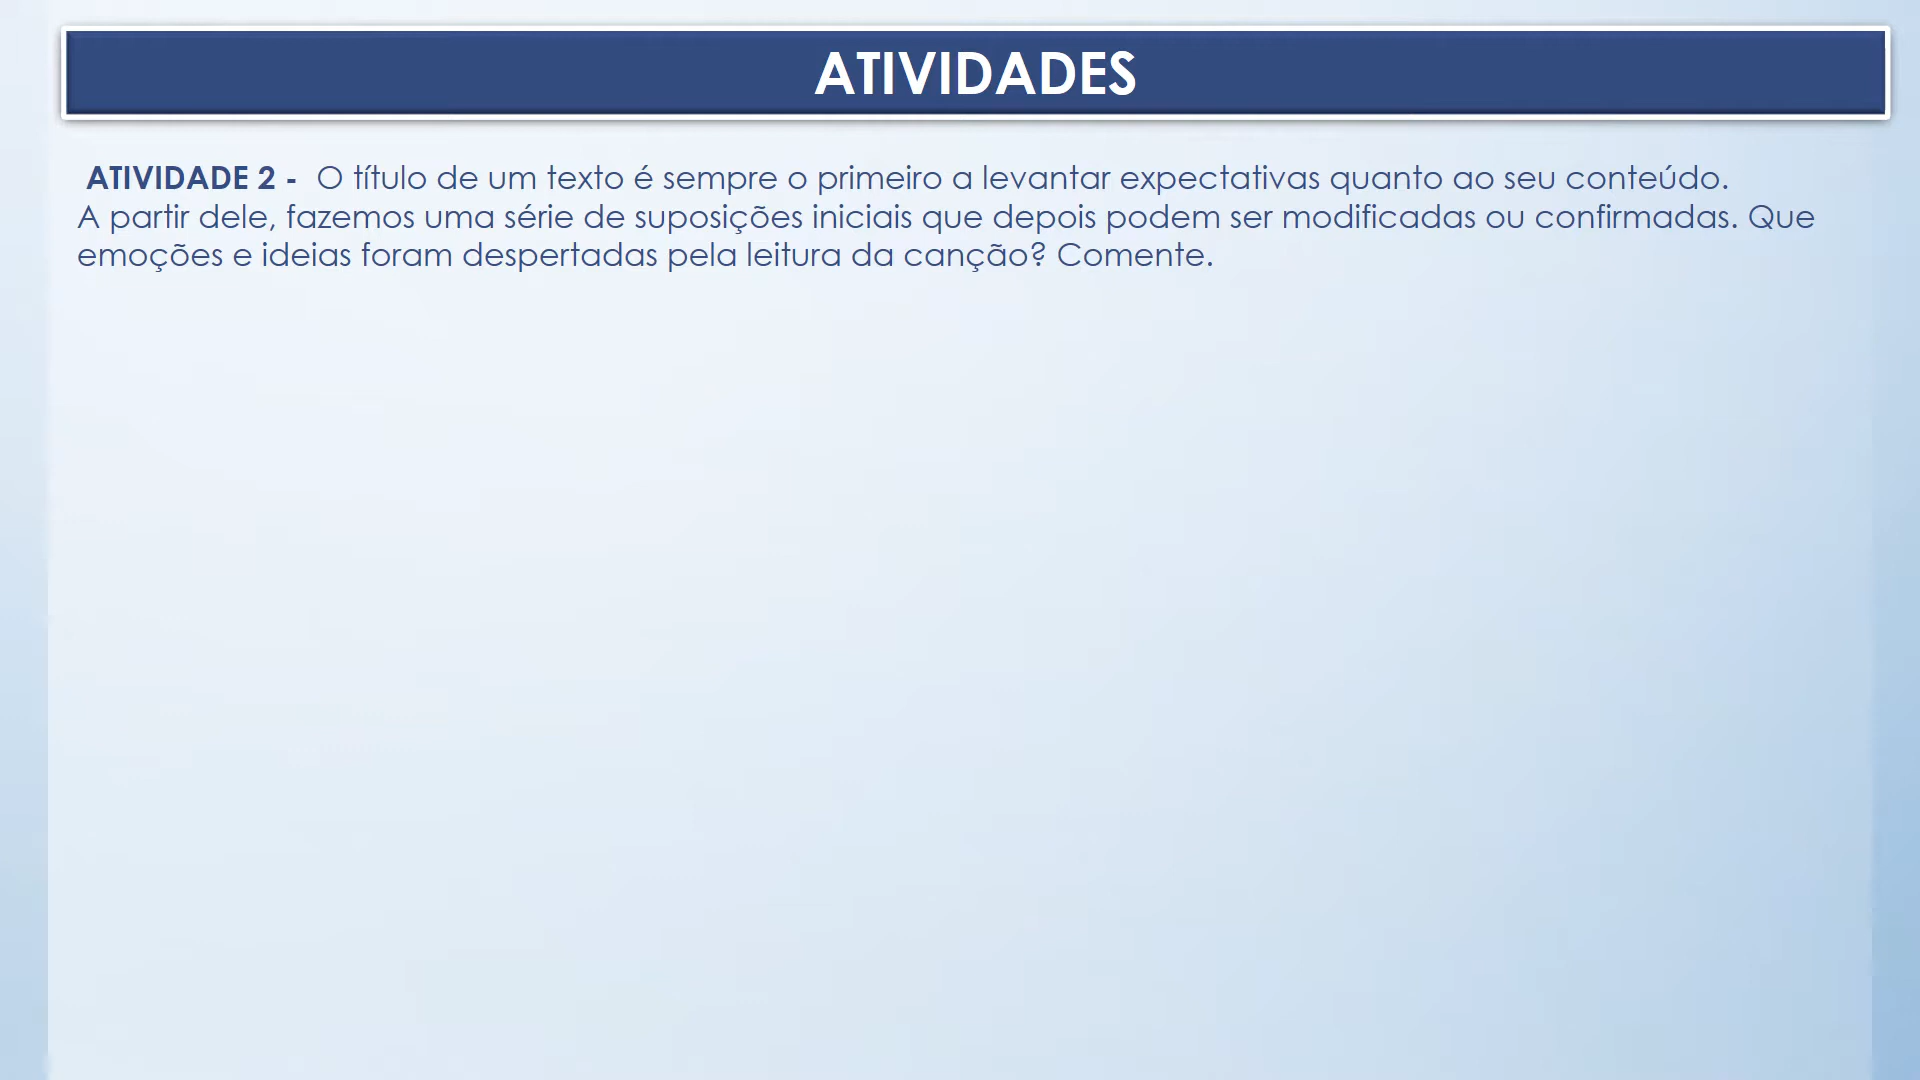 ATIVIDADES
ATIVIDADE 2 - O título de um texto é sempre o primeiro a levantar expectativas quanto ao seu conteúdo.
A partir dele, fazemos uma série de suposições iniciais que depois podem ser modificadas ou confirmadas. Que
emoções e ideias foram despertadas pela leitura da canção? Comente.